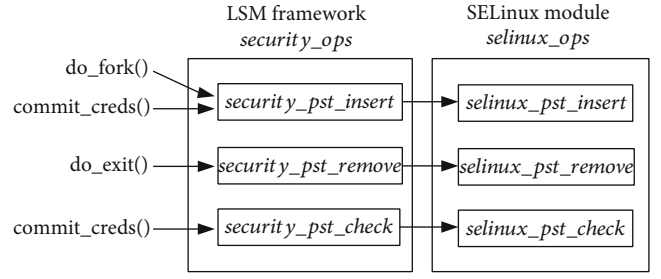 LSM framework
security_ops
SELinux module
selinux_ops
do_fork()
commit_creds()
security_pst_insert
selinux_pst_insert
do_exit()
security_pst_remove
selinux_pst_remove
commit_creds()
security_pst_check
selinux_pst_check